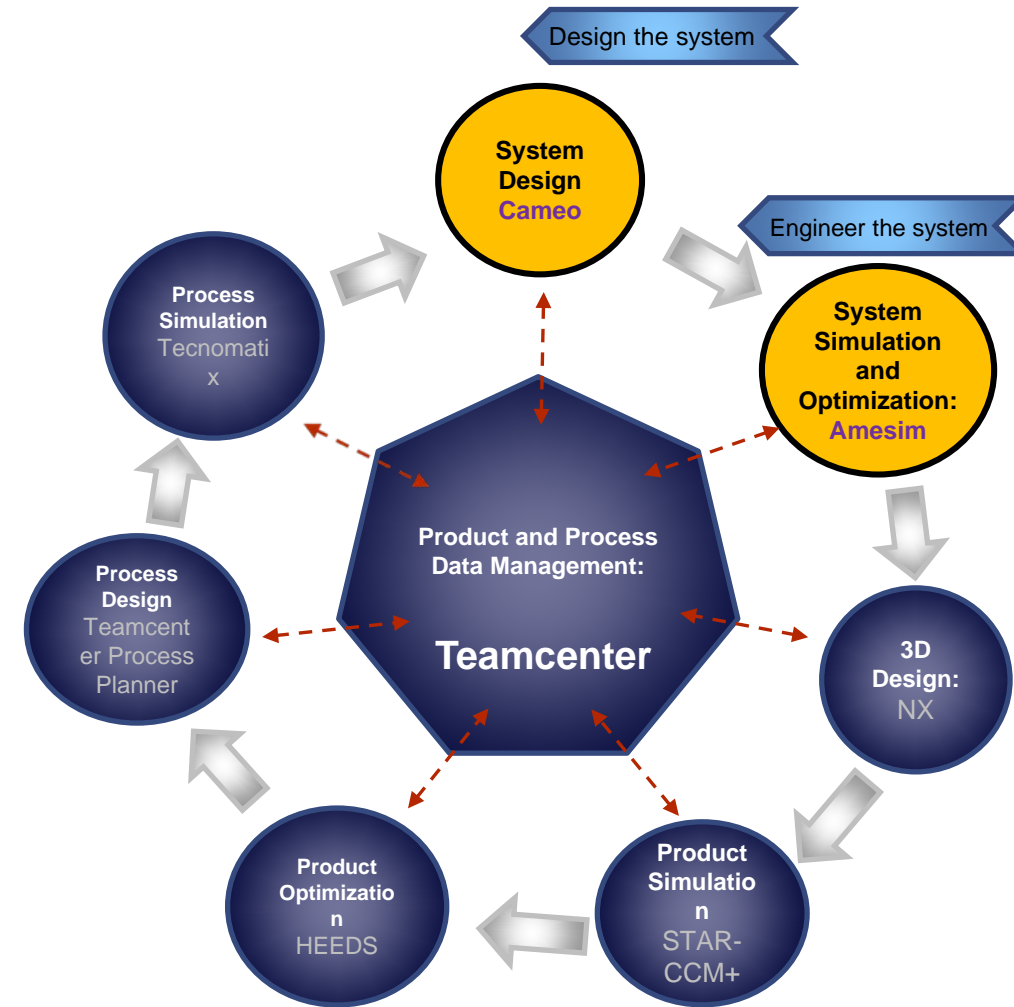 Design the system
System
Design
Cameo
Engineer the system
System
Simulation
and
Optimization:
Amesim
Process
Simulation
Tecnomati
x
Product and Process
Data Management:
Teamcenter
Process
Design
Teamcent
er Process
Planner
3D
Design:
NX
Product
Simulatio
n
STAR-
CCM+
Product
Optimizatio
n
HEEDS